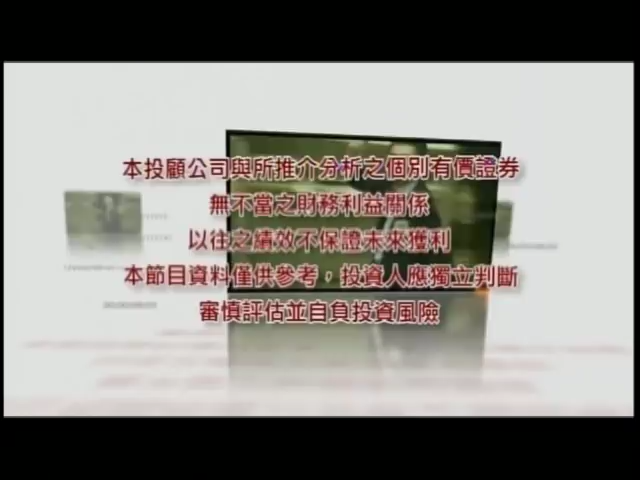 本投顧公司與所推介分析之個別有價證券
無不當之財務利益關係
以往之績效不保證未來獲利
本節目資料僅供參考，投資人應獨立判斷
審慎評估並自負投資風險